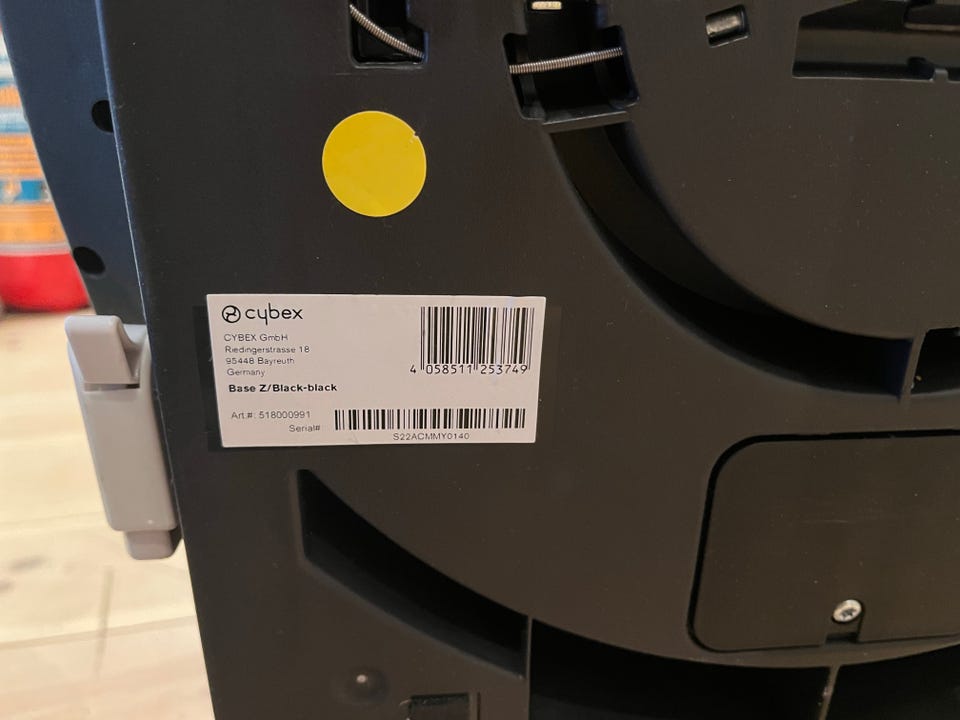 cybex
CYBEX GmbH
Riedingerstrasse 18
95448 Bayreuth
Germany
Base Z/Black-black
4 058511 253749
Art.#: 518000991
Serial#
S22ACMMY0140